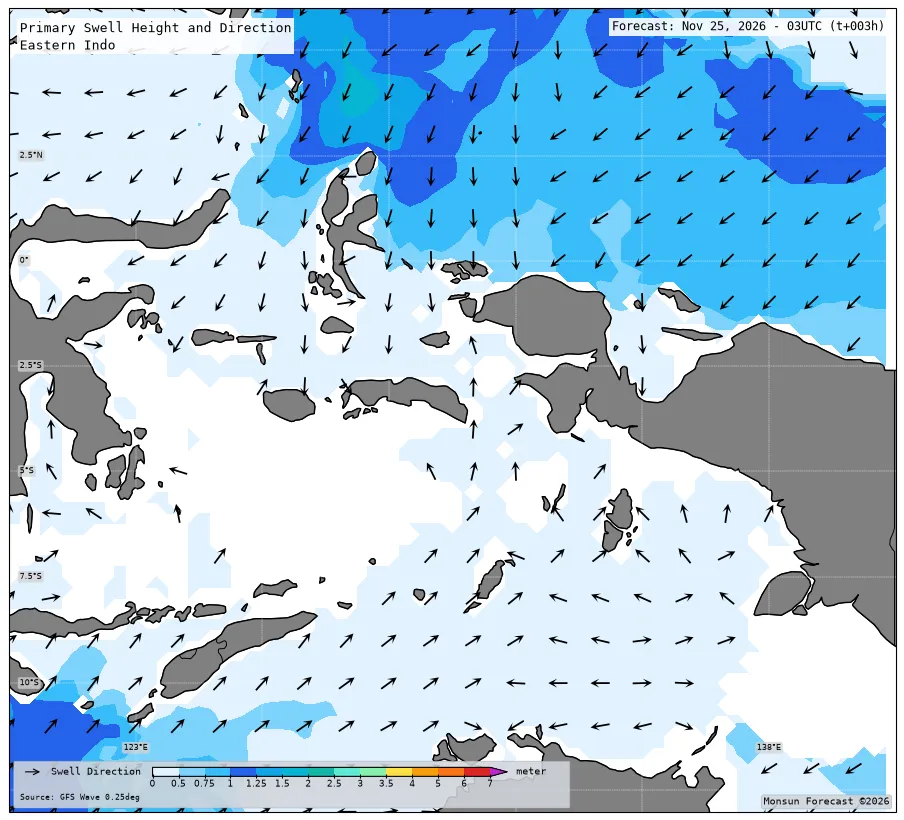 Primary Swell Height and Direction
Eastern Indo
Forecast: Nov 25, 2026 - 03UTC (t+003h)
2.5°N
0°
2.5°S
5°S
7.5°S
10°S
123°E
138°E
Swell Direction
0 0.5 0.75 1 1.25 1.5 2 2.5 3 3.5 4 5 6 7
meter
Source: GFS Wave 0.25deg
Monsun Forecast ©2026